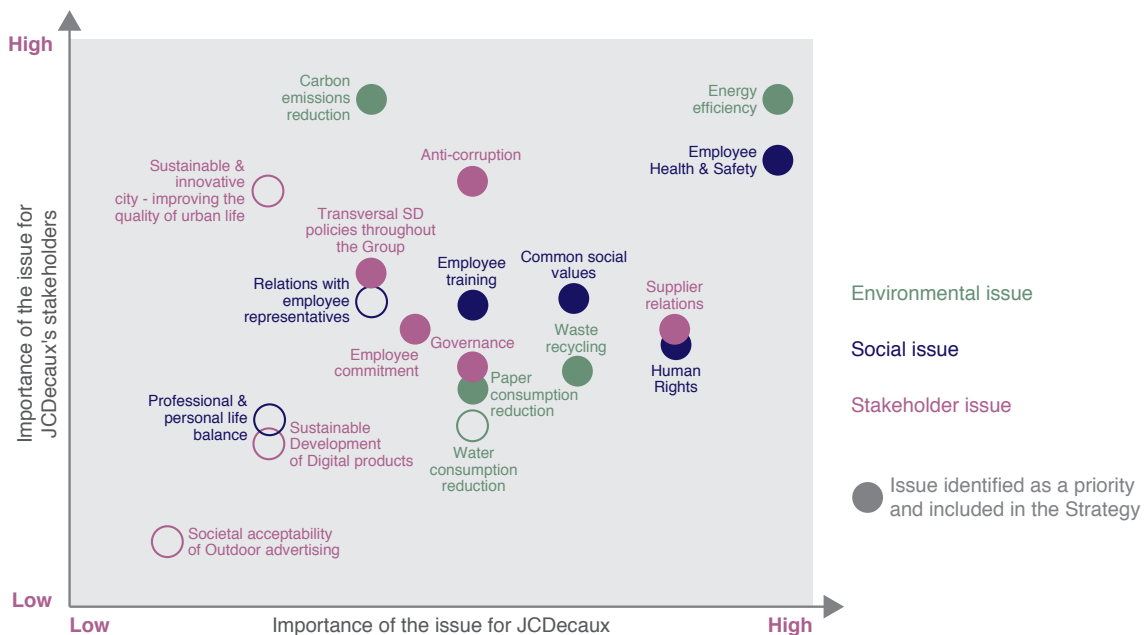 High
Importance of the issue for
JCDecaux's stakeholders
Low
Carbon
emissions
reduction
Energy
efficiency
Employee
Health & Safety
Anti-corruption
Sustainable &
innovative
city - improving the
quality of urban life
Transversal SD
policies throughout
the Group
Relations with
employee
representatives
Employee
training
Common social
values
Supplier
relations
Human
Rights
Waste
recycling
Employee
commitment
Governance
Paper
consumption
reduction
Water
consumption
reduction
Professional &
personal life
balance
Sustainable
Development
of Digital products
Societal acceptability
of Outdoor advertising
Low
Importance of the issue for JCDecaux
High
Environmental issue
Social issue
Stakeholder issue
Issue identified as a priority
and included in the Strategy